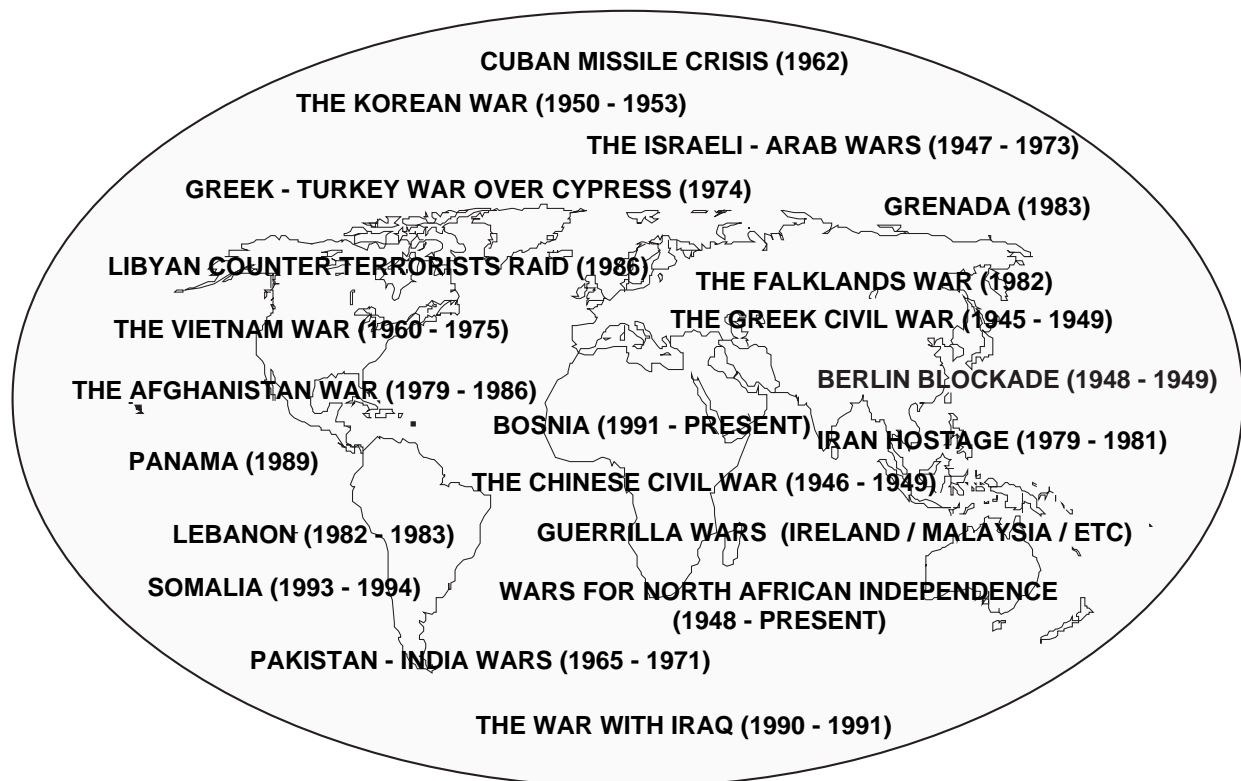 CUBAN MISSILE CRISIS (1962)
THE KOREAN WAR (1950 - 1953)
THE ISRAELI - ARAB WARS (1947 - 1973)
GREEK - TURKEY WAR OVER CYPRESS (1974)
GRENADA (1983)
LIBYAN COUNTER TERRORISTS RAID (1986)
THE FALKLANDS WAR (1982)
THE VIETNAM WAR (1960 - 1975)
THE GREEK CIVIL WAR (1945 - 1949)
THE AFGHANISTAN WAR (1979 - 1986)
BERLIN BLOCKADE (1948 - 1949)
BOSNIA (1991 - PRESENT)
IRAN HOSTAGE (1979 - 1981)
PANAMA (1989)
THE CHINESE CIVIL WAR (1946 - 1949)
LEBANON (1982 - 1983)
GUERRILLA WARS (IRELAND / MALAYSIA / ETC)
SOMALIA (1993 - 1994)
WARS FOR NORTH AFRICAN INDEPENDENCE
(1948 - PRESENT)
PAKISTAN - INDIA WARS (1965 - 1971)
THE WAR WITH IRAQ (1990 - 1991)